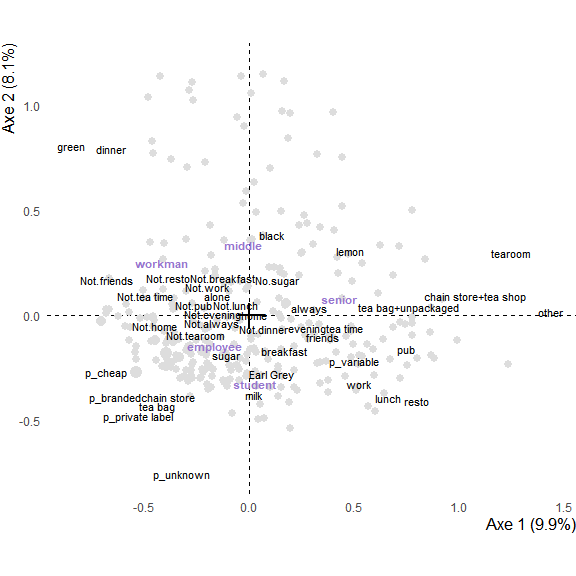 Axe 2 (8.1%)
1.0
green
dinner
0.5
black
middle
lemon
tearoom
workman
Not.friends
Not.resto
Not.breakfast
No.sugar
Not.work
Not.tea time
alone
senior
chain store+tea shop
Not.pub
Not.lunch
always
tea bag+unpackaged
0.0
Not.evening
home
other
Not.always
Not.home
Not.dinner
evening
tea time
Not.tearoom
friends
employee
sugar
breakfast
pub
p_variable
p_cheap
Earl Grey
student
work
milk
p_branded
chain store
lunch
resto
tea bag
-0.5
p_private label
p_unknown
-0.5
0.0
0.5
1.0
1.5
Axe 1 (9.9%)